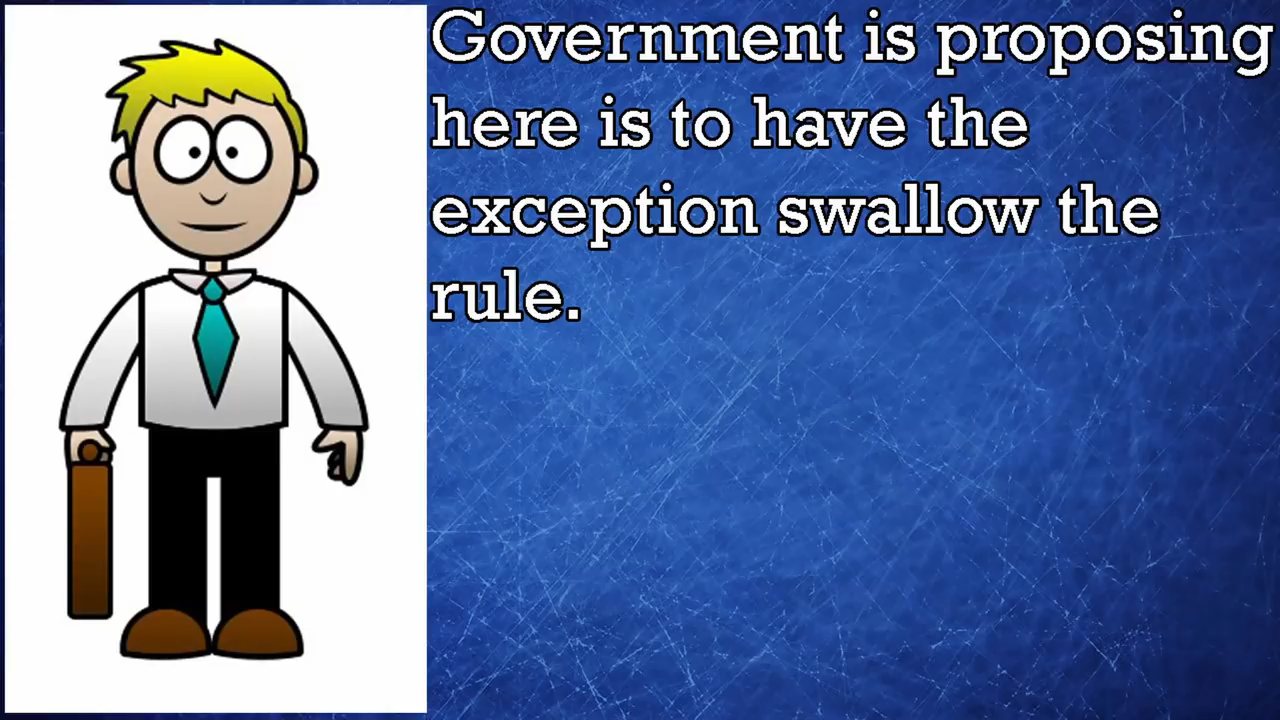 Government is proposing
here is to have the
exception swallow the
rule.